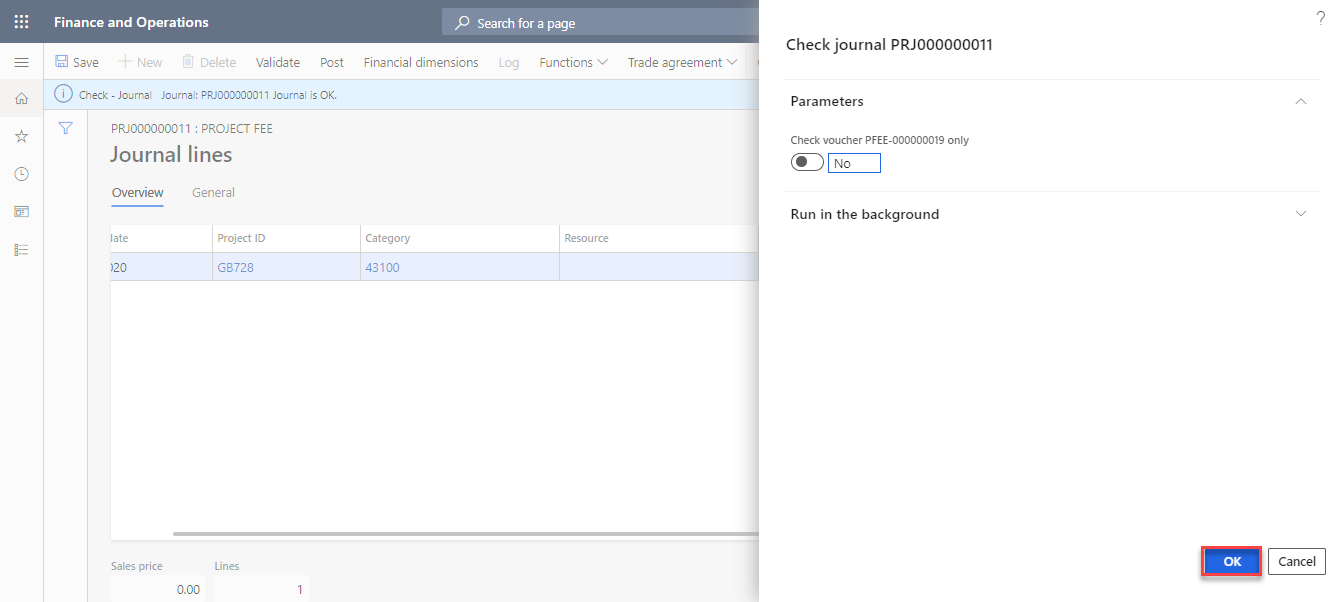 Finance and Operations
Search for a page
?
Save
New
Delete
Validate
Post
Financial dimensions
Log
Functions
Trade agreement
Check - Journal Journal: PRJ000000011 Journal is OK.
PRJ000000011 : PROJECT FEE
Journal lines
Overview
General
late Project ID Category Resource
020 GB728 43100
Sales price Lines
0.00 1
Check journal PRJ000000011
Parameters
Check voucher PFEE-000000019 only
No
Run in the background
OK
Cancel